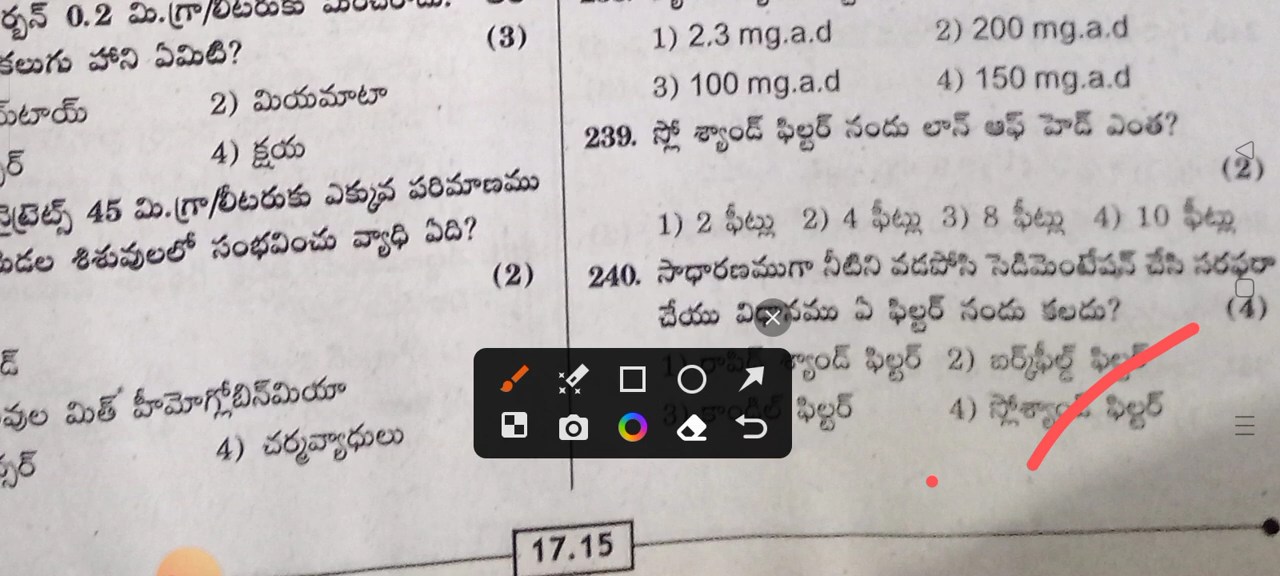 0.2 మి.గ్రా/లీటరుకు
కలుగు హాని ఏమిటి? (3)
2) మియమాటా
4) క్షయ
45 మి.గ్రా/లీటరుకు ఎక్కువ పరిమాణము
శిశువులలో సంభవించు వ్యాధి ఏది?
(2)
మిత్ హీమోగ్లోబిన్‌మియా
4) చర్మవ్యాధులు
1) 2.3 mg.a.d 2) 200 mg.a.d
3) 100 mg.a.d 4) 150 mg.a.d
239. స్లో శ్యాండ్ ఫిల్టర్ నందు లాస్ ఆఫ్ హెడ్ ఎంత?
(2)
1) 2 ఫీట్లు 2) 4 ఫీట్లు 3) 8 ఫీట్లు 4) 10 ఫీట్లు
240. సాధారణముగా నీటిని వడపోసి సెడిమెంటేషన్ చేసి సరఫరా
చేయు విధానము ఏ ఫిల్టర్ నందు కలదు? (4)
1) రాపిడ్ శ్యాండ్ ఫిల్టర్ 2) బర్క్‌ఫీల్డ్ ఫిల్టర్
3) కాండిల్ ఫిల్టర్ 4) స్లోశ్యాండ్ ఫిల్టర్
17.15